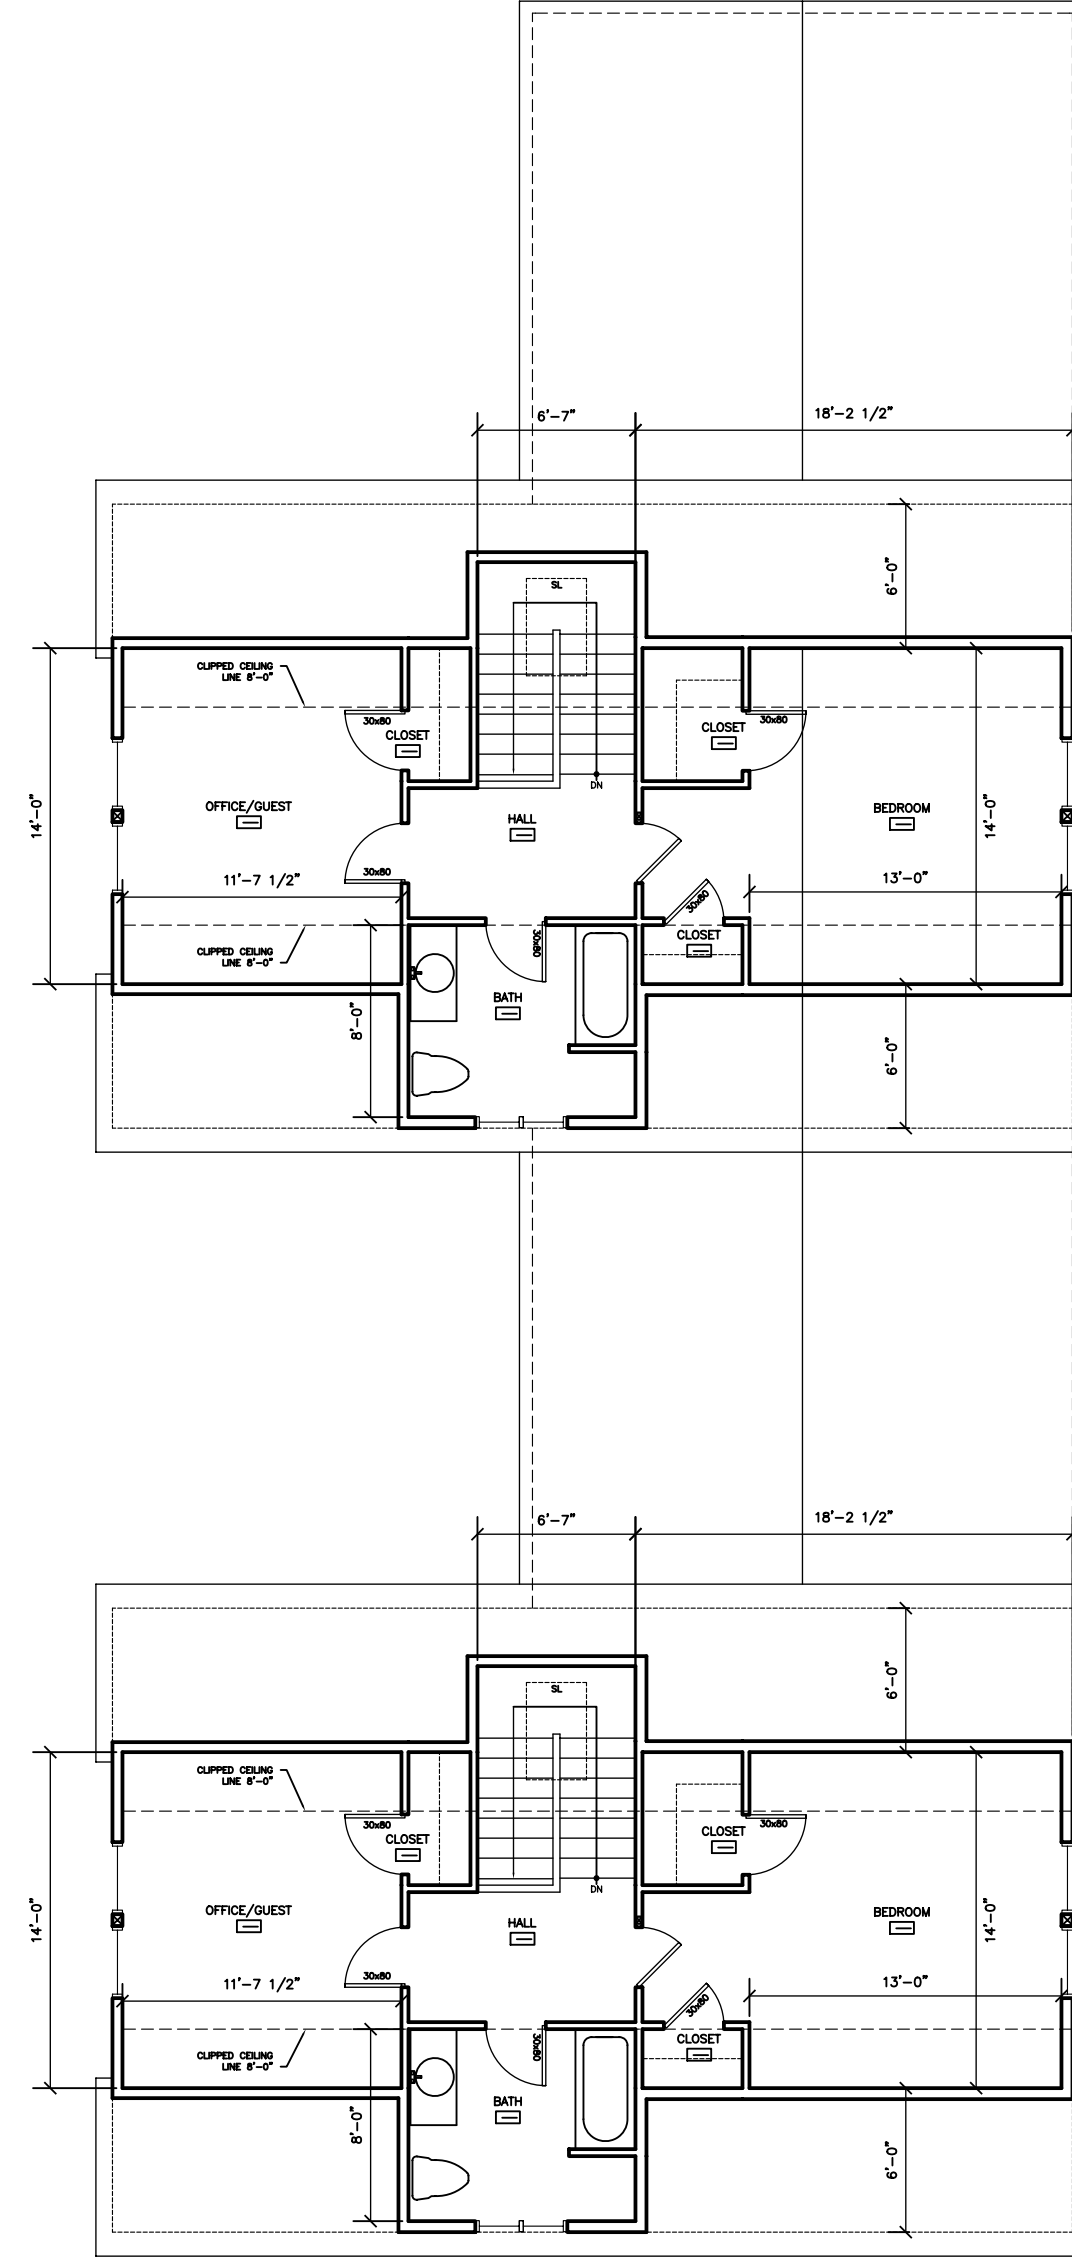 6'-7"
18'-2 1/2"
6'-0"
SL
CLIPPED CEILING
LINE 8'-0"
30x80
30x80
CLOSET
CLOSET
DN
14'-0"
OFFICE/GUEST
HALL
BEDROOM
14'-0"
30x80
11'-7 1/2"
13'-0"
30x80
CLIPPED CEILING
LINE 8'-0"
30x80
CLOSET
BATH
8'-0"
6'-0"
6'-7"
18'-2 1/2"
6'-0"
SL
CLIPPED CEILING
LINE 8'-0"
30x80
30x80
CLOSET
CLOSET
DN
14'-0"
OFFICE/GUEST
HALL
BEDROOM
14'-0"
30x80
11'-7 1/2"
13'-0"
30x80
CLIPPED CEILING
LINE 8'-0"
30x80
CLOSET
BATH
8'-0"
6'-0"